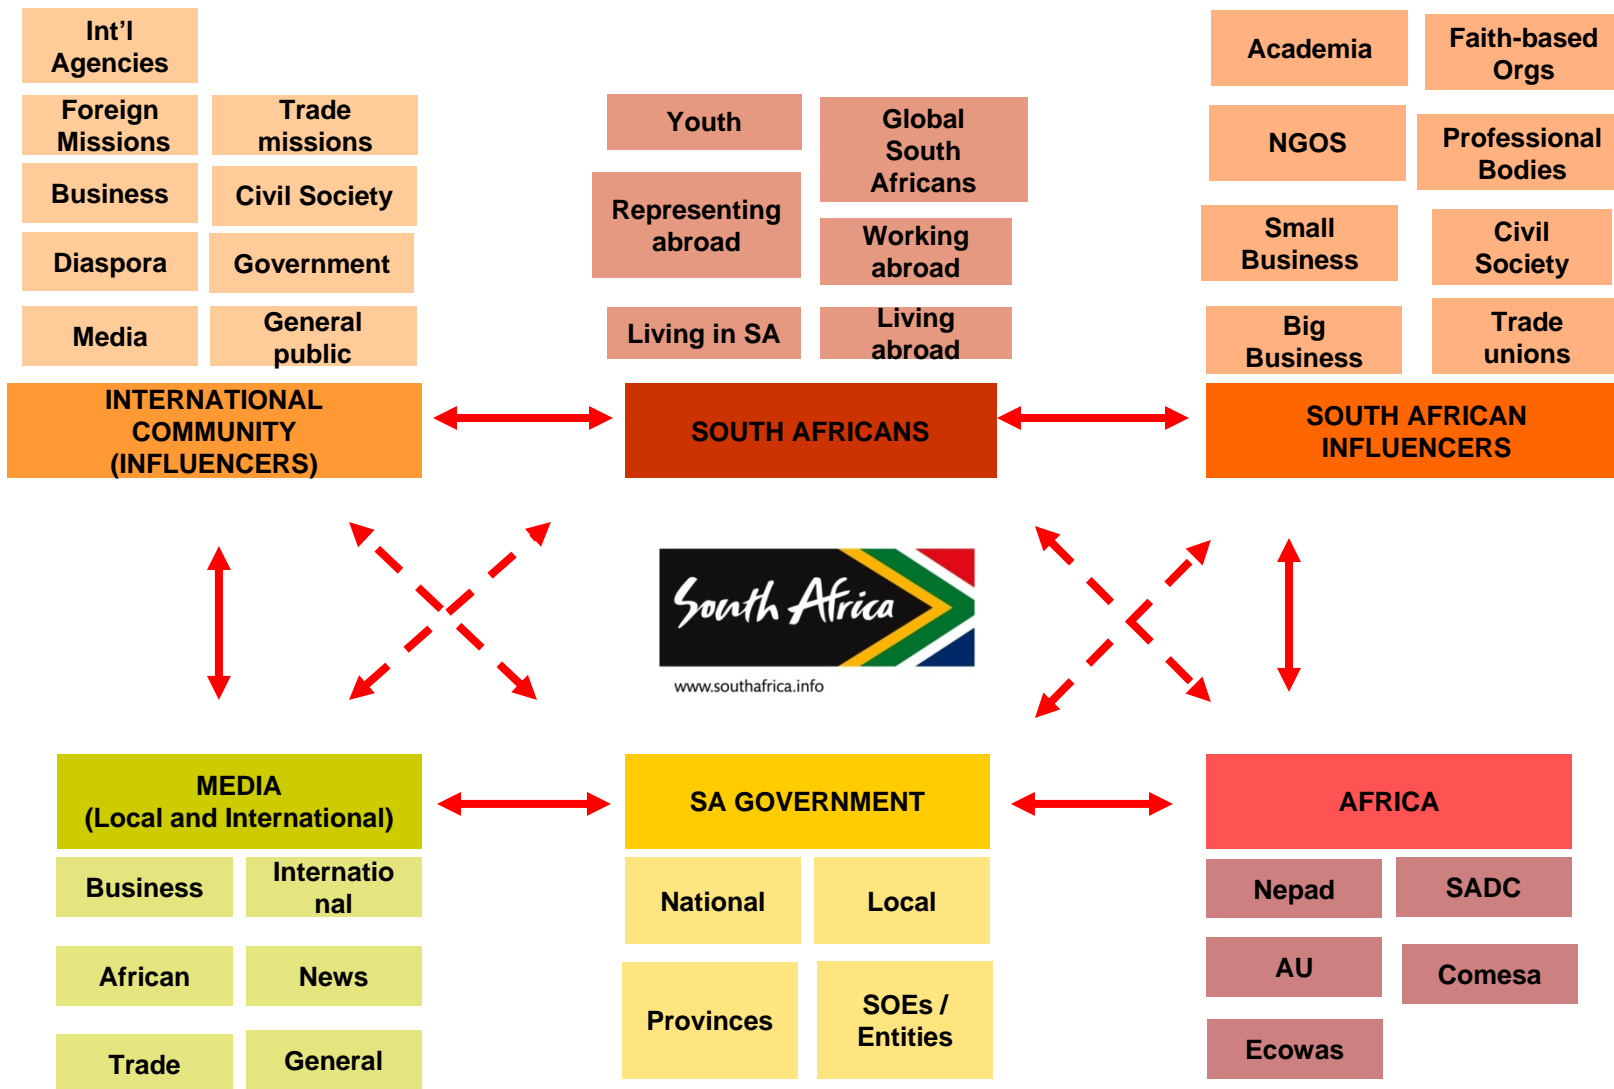 Int'l
Agencies
Foreign
Missions
Trade
missions
Business
Civil Society
Diaspora
Government
Media
General
public
INTERNATIONAL
COMMUNITY
(INFLUENCERS)
Youth
Global
South
Africans
Representing
abroad
Working
abroad
Living in SA
Living
abroad
SOUTH AFRICANS
Academia
Faith-based
Orgs
NGOS
Professional
Bodies
Small
Business
Civil
Society
Big
Business
Trade
unions
SOUTH AFRICAN
INFLUENCERS
South Africa
www.southafrica.info
MEDIA
(Local and International)
Business
Internatio
nal
African
News
Trade
General
SA GOVERNMENT
National
Local
Provinces
SOEs /
Entities
AFRICA
Nepad
SADC
AU
Comesa
Ecowas